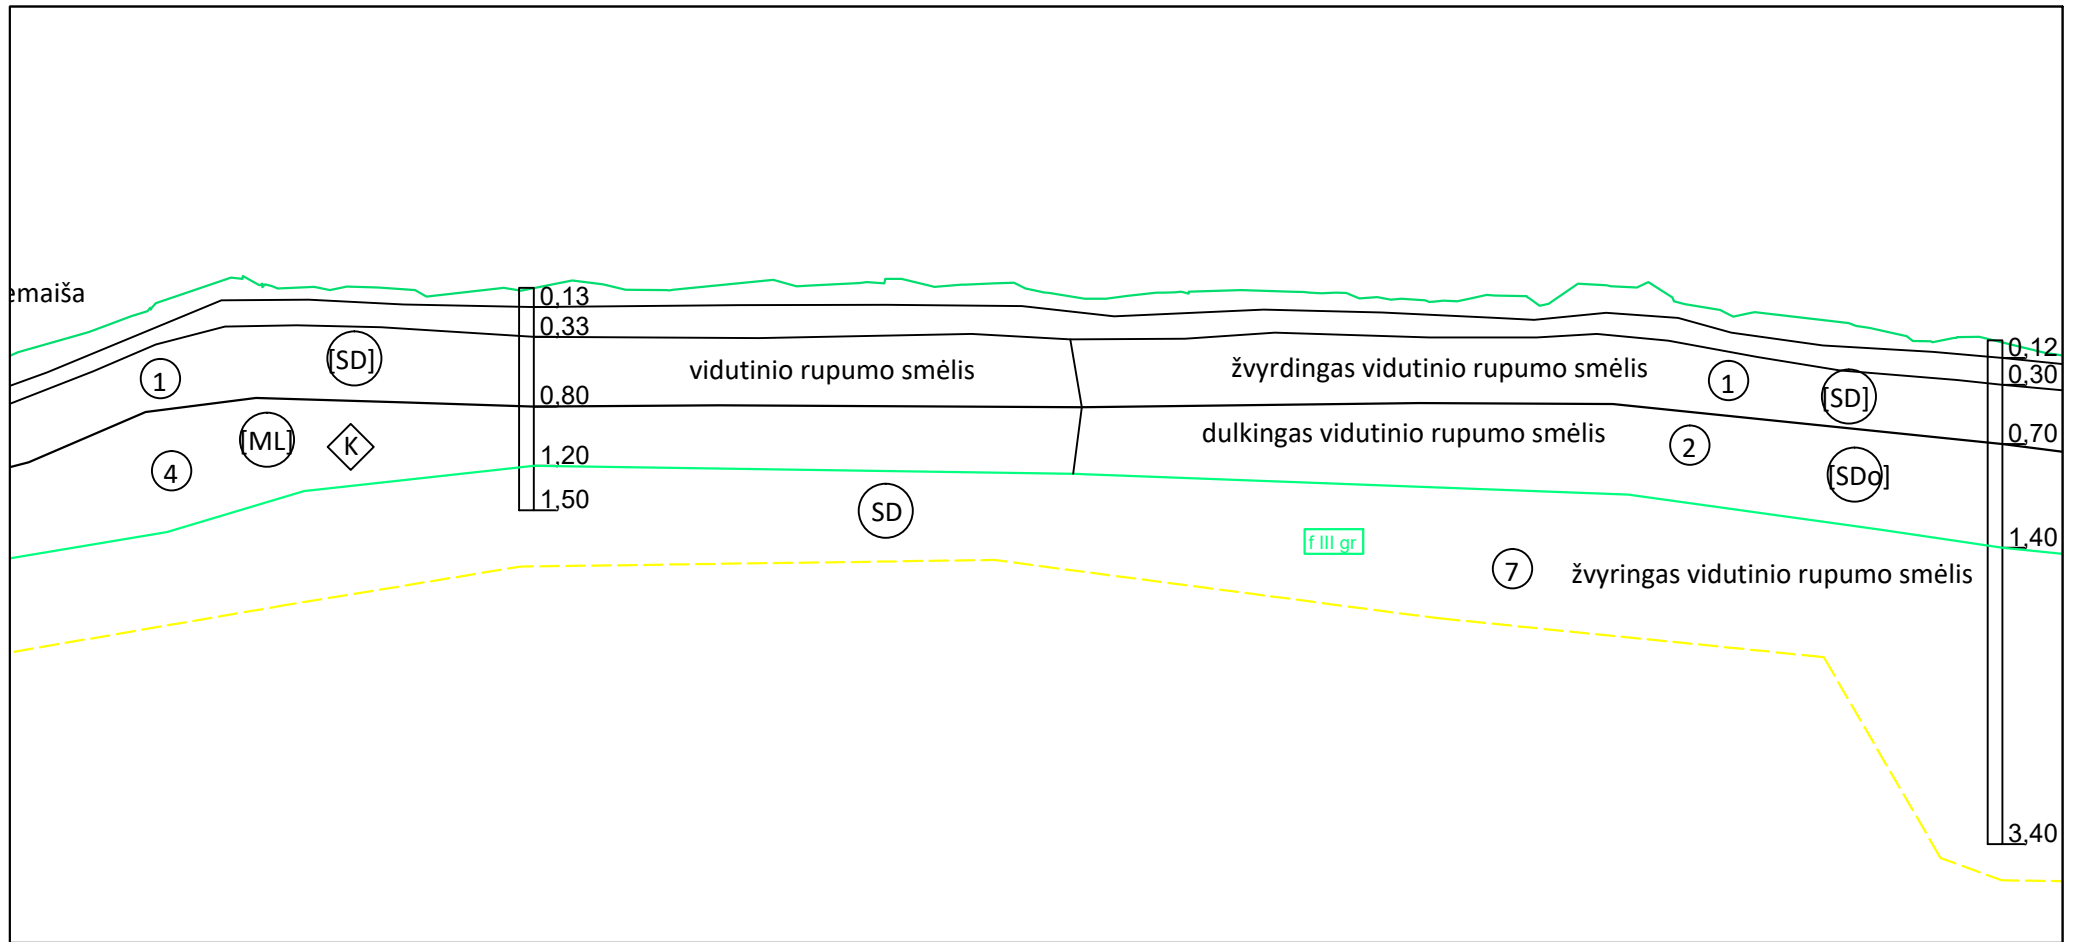 emaiša
0,13
0,33
0,12
0,30
[SD]
vidutinio rupumo smėlis
žvyrdingas vidutinio rupumo smėlis
1
1
[SD]
0,80
0,70
[ML]
K
dulkingas vidutinio rupumo smėlis
2
4
1,20
[SDo]
1,50
SD
f III gr
1,40
7
žvyringas vidutinio rupumo smėlis
3,40